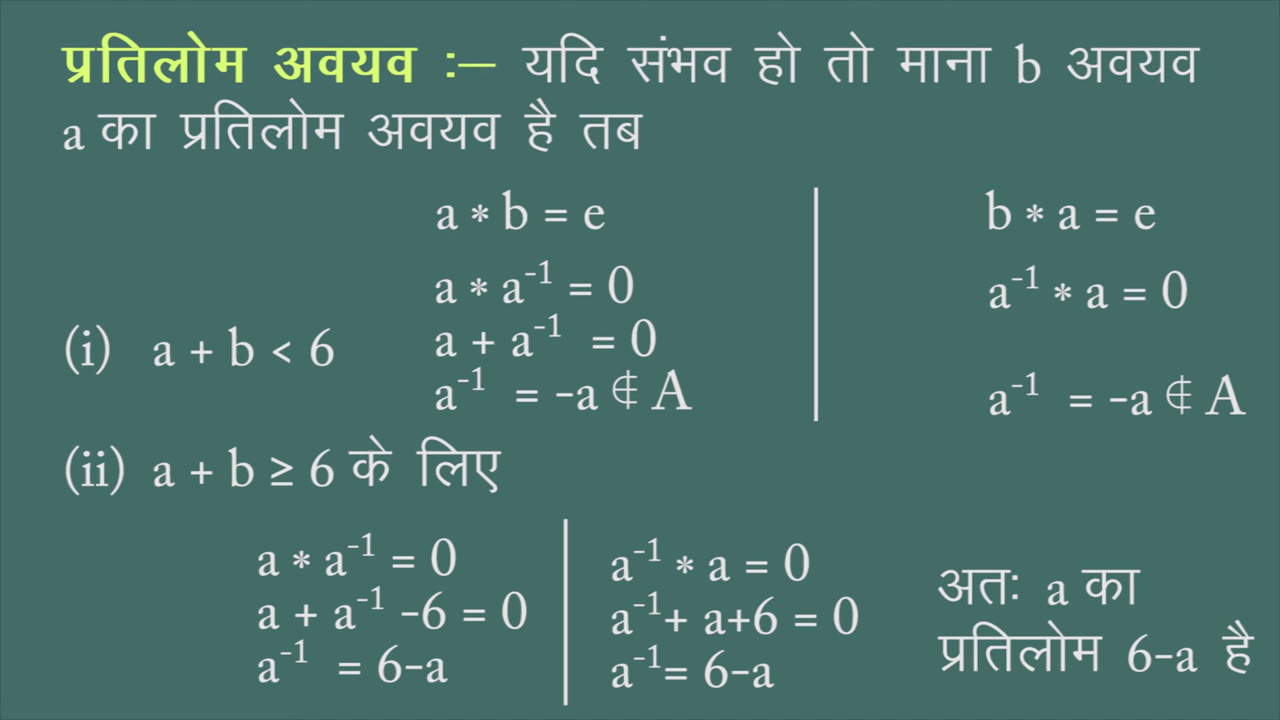 प्रतिलोम अवयव :– यदि संभव हो तो माना b अवयव
a का प्रतिलोम अवयव है तब
a * b = e
b * a = e
a * a⁻¹ = 0
a⁻¹ * a = 0
(i) a + b < 6
a + a⁻¹ = 0
a⁻¹ = -a ∉ A
a⁻¹ = -a ∉ A
(ii) a + b ≥ 6 के लिए
a * a⁻¹ = 0
a + a⁻¹ -6 = 0
a⁻¹ = 6-a
a⁻¹ * a = 0
a⁻¹+ a+6 = 0
a⁻¹= 6-a
अतः a का
प्रतिलोम 6-a है